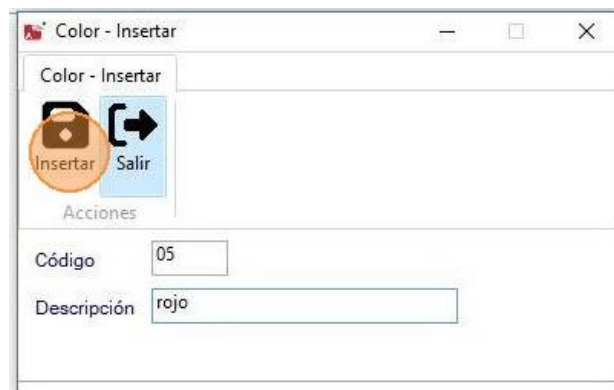 Color - Insertar
Color - Insertar
Insertar Salir
Acciones
Código 05
Descripción rojo